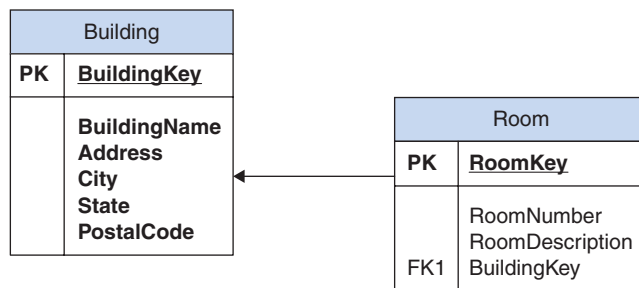 Building
PK BuildingKey
BuildingName
Address
City
State
PostalCode
Room
PK RoomKey
RoomNumber
RoomDescription
FK1 BuildingKey